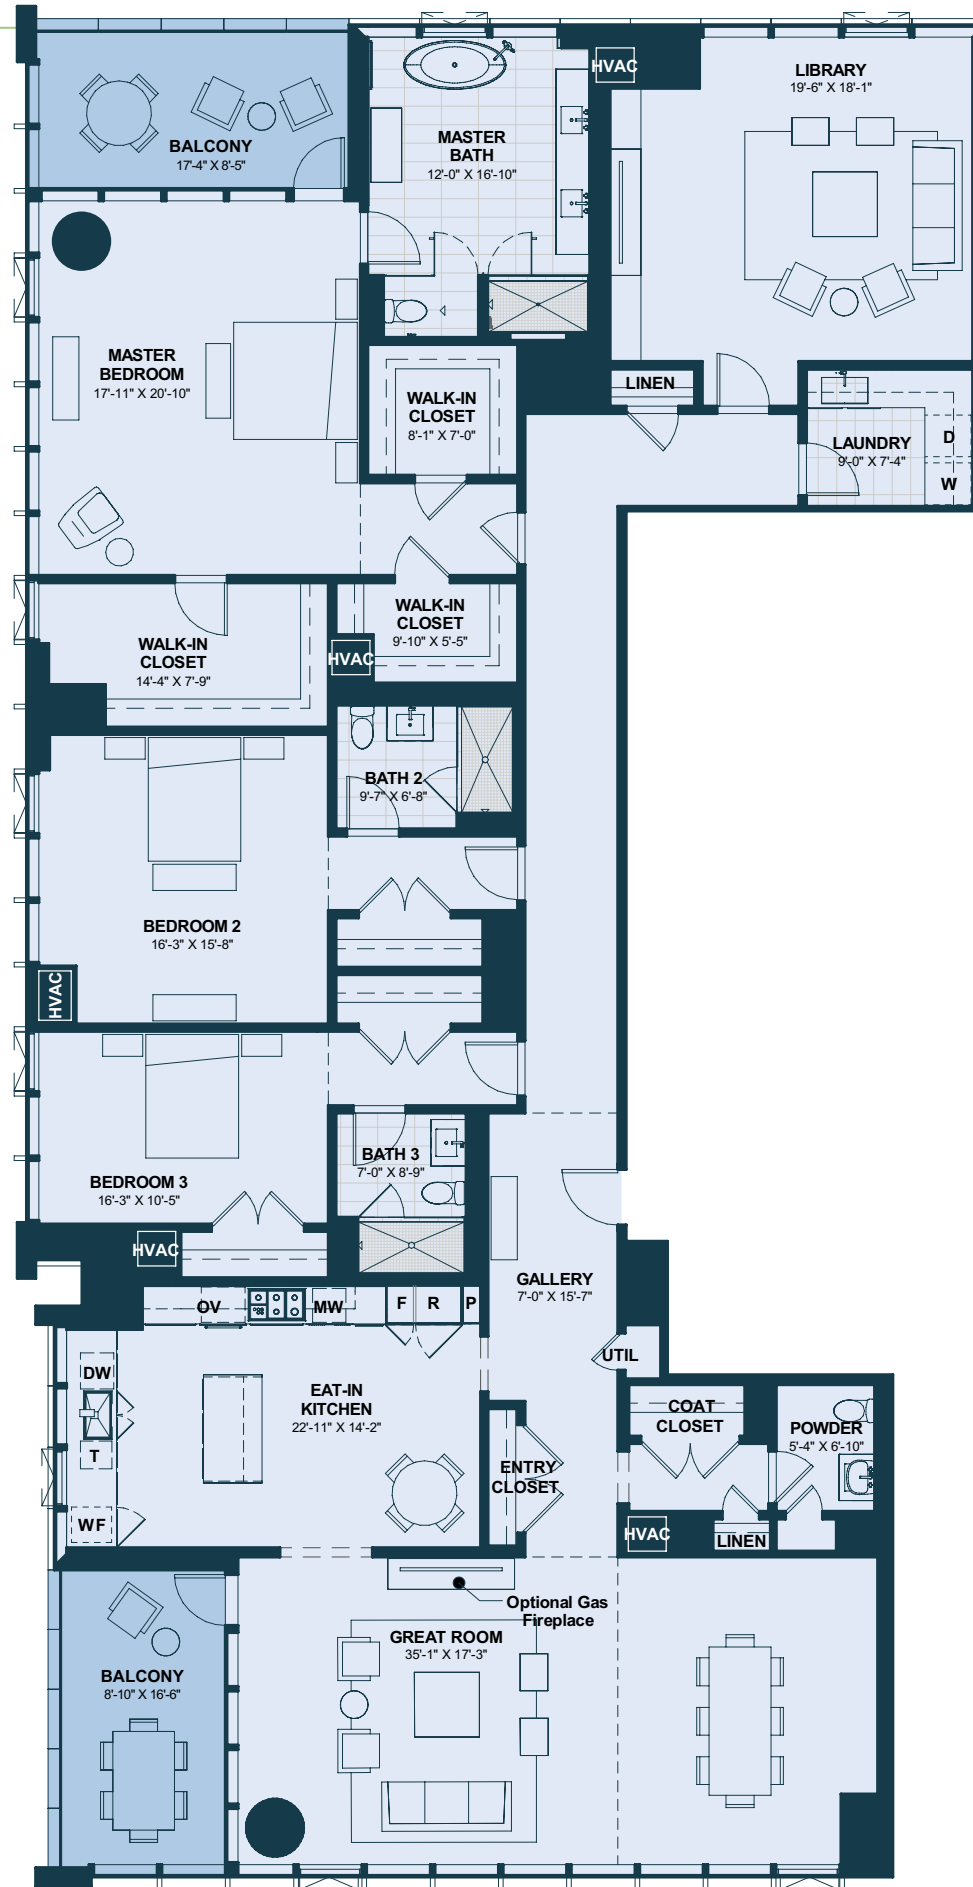 HVAC
LIBRARY
19'-6" X 18'-1"
BALCONY
17'-4" X 8'-5"
MASTER
BATH
12'-0" X 16'-10"
MASTER
BEDROOM
17'-11" X 20'-10"
WALK-IN
CLOSET
8'-1" X 7'-0"
LINEN
LAUNDRY
9'-0" X 7'-4"
D
W
WALK-IN
CLOSET
9'-10" X 5'-5"
HVAC
WALK-IN
CLOSET
14'-4" X 7'-9"
BATH 2
9'-7" X 6'-8"
BEDROOM 2
16'-3" X 15'-8"
HVAC
BATH 3
7'-0" X 8'-9"
BEDROOM 3
16'-3" X 10'-5"
HVAC
GALLERY
7'-0" X 15'-7"
OV
MW
F
R
P
UTIL
DW
EAT-IN
KITCHEN
22'-11" X 14'-2"
COAT
CLOSET
POWDER
5'-4" X 6'-10"
T
ENTRY
CLOSET
WF
HVAC
LINEN
Optional Gas
Fireplace
GREAT ROOM
35'-1" X 17'-3"
BALCONY
8'-10" X 16'-6"